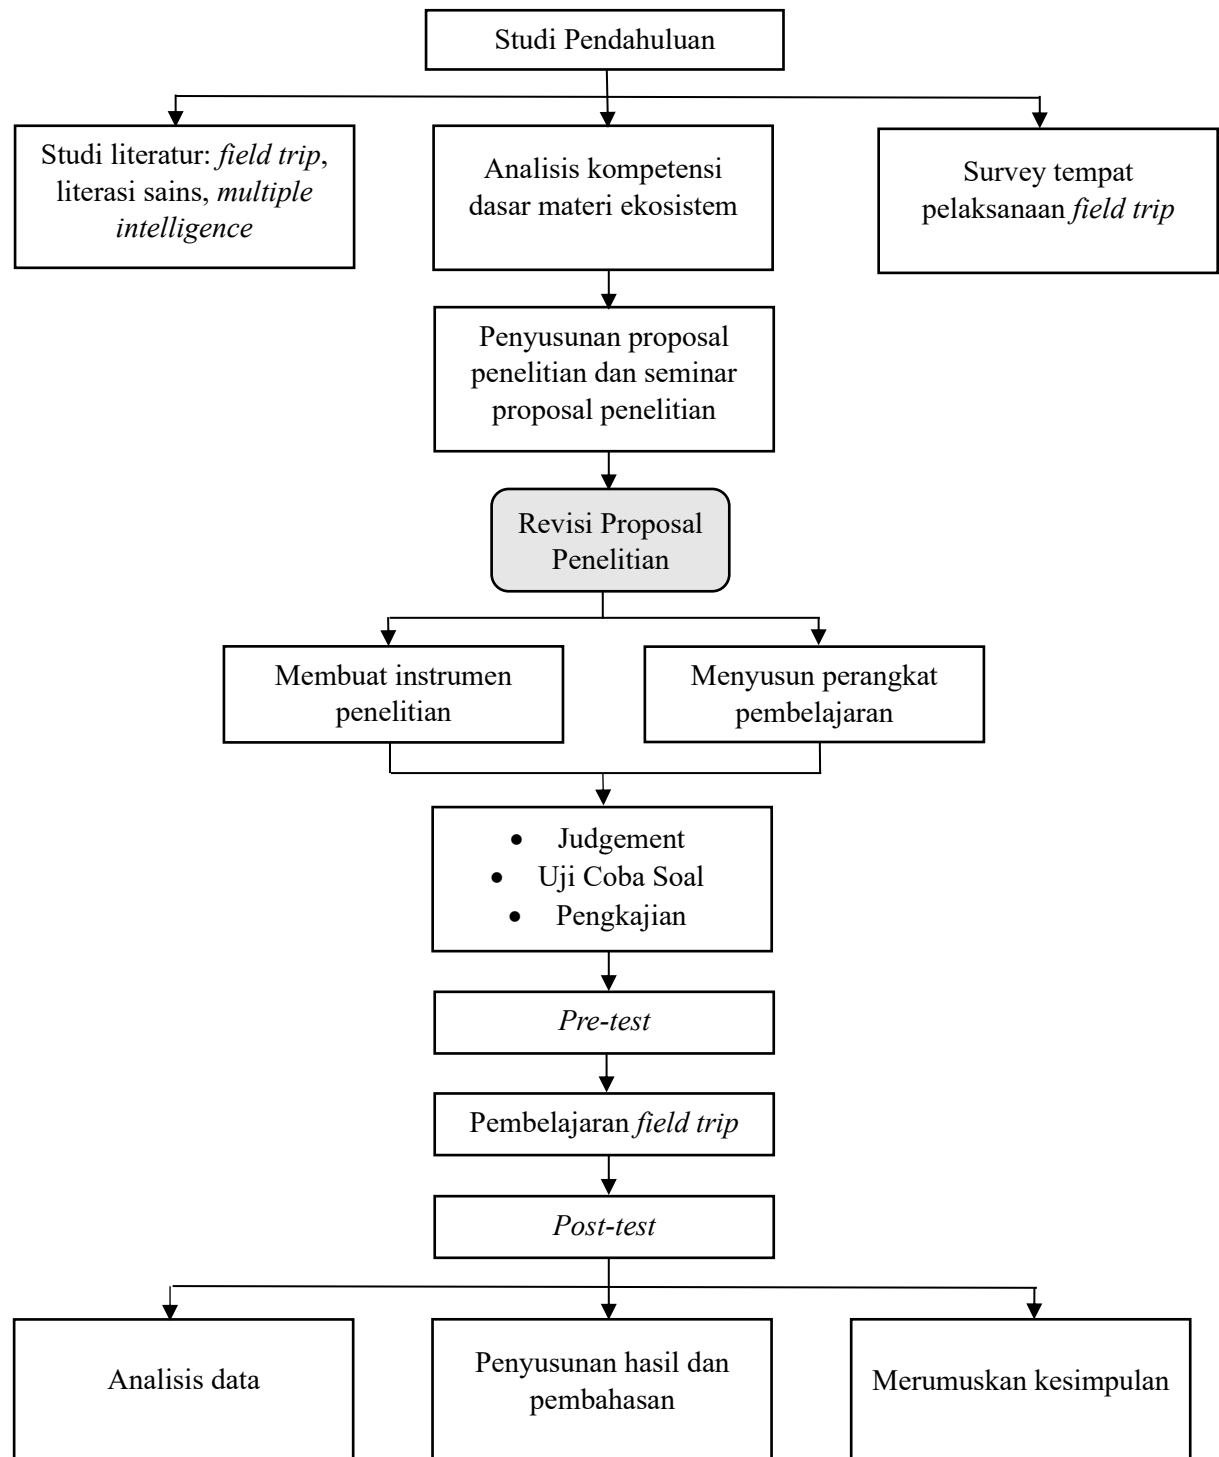 Studi Pendahuluan
Studi literatur: field trip,
literasi sains, multiple
intelligence
Analisis kompetensi
dasar materi ekosistem
Survey tempat
pelaksanaan field trip
Penyusunan proposal
penelitian dan seminar
proposal penelitian
Revisi Proposal
Penelitian
Membuat instrumen
penelitian
Menyusun perangkat
pembelajaran
• Judgement
• Uji Coba Soal
• Pengkajian
Pre-test
Pembelajaran field trip
Post-test
Analisis data
Penyusunan hasil dan
pembahasan
Merumuskan kesimpulan